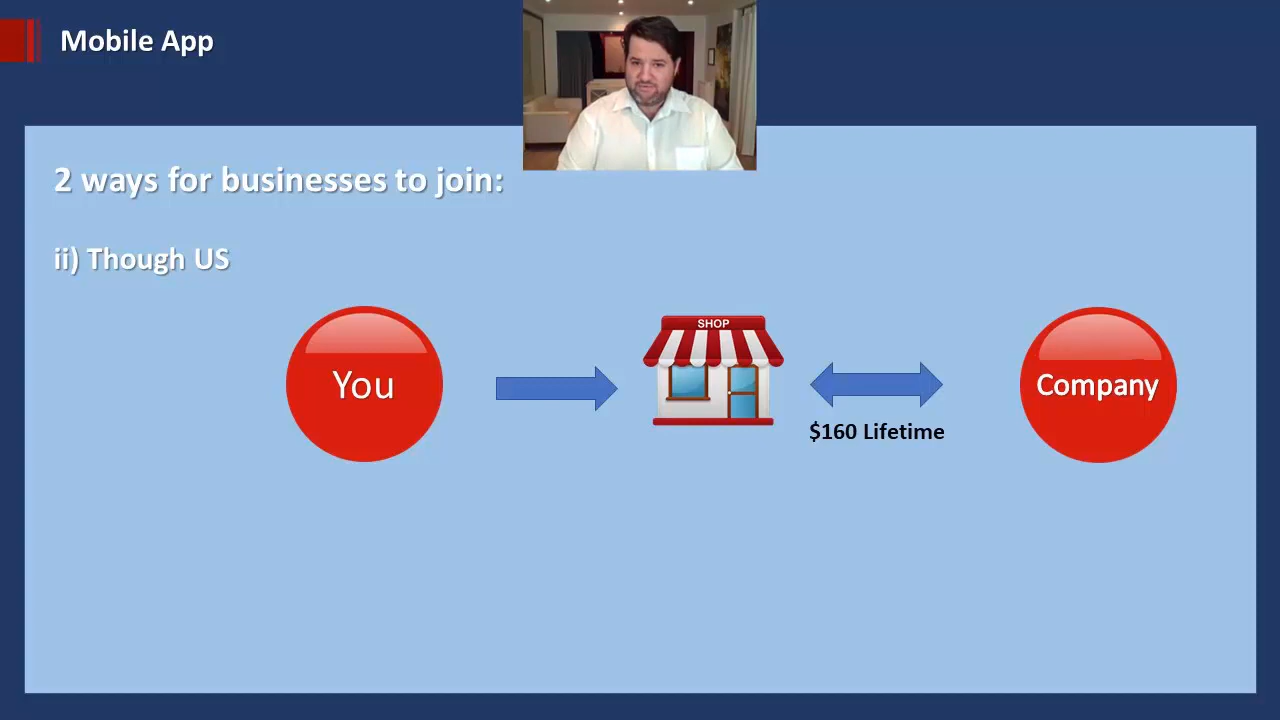 Mobile App
2 ways for businesses to join:
ii) Though US
SHOP
You
Company
$160 Lifetime